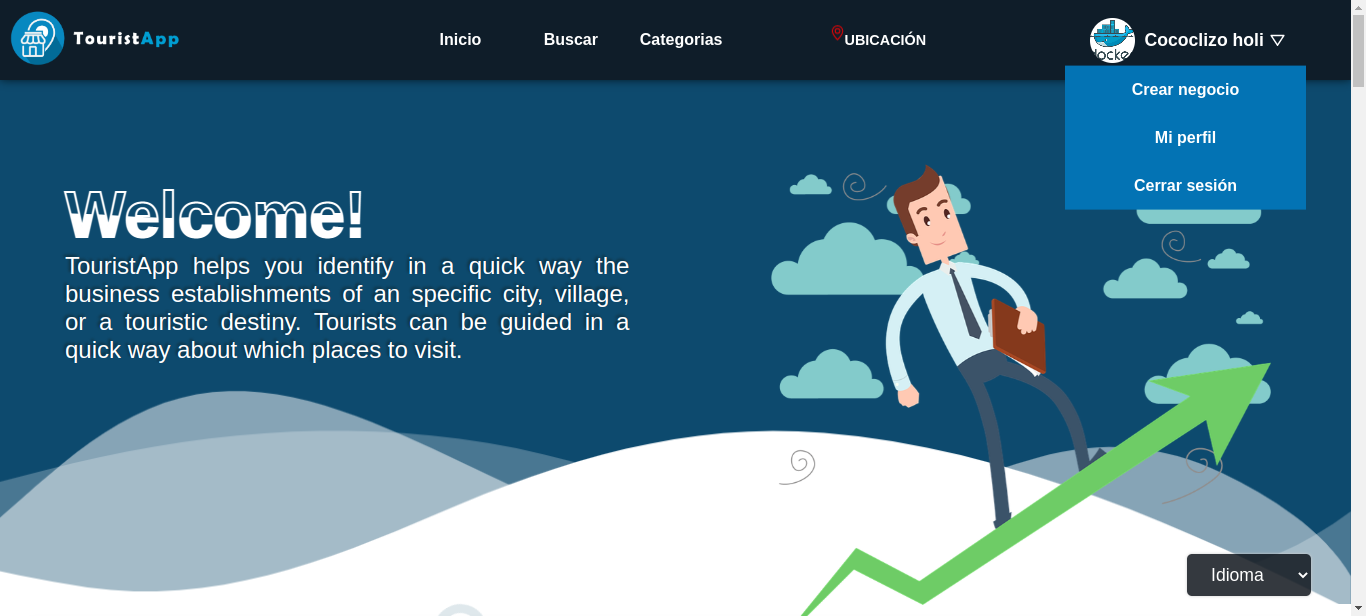 TouristApp
Inicio
Buscar
Categorias
UBICACIÓN
locke
Cococlizo holi
Crear negocio
Mi perfil
Cerrar sesión
Welcome!
TouristApp helps you identify in a quick way the
business establishments of an specific city, village,
or a touristic destiny. Tourists can be guided in a
quick way about which places to visit.
Idioma